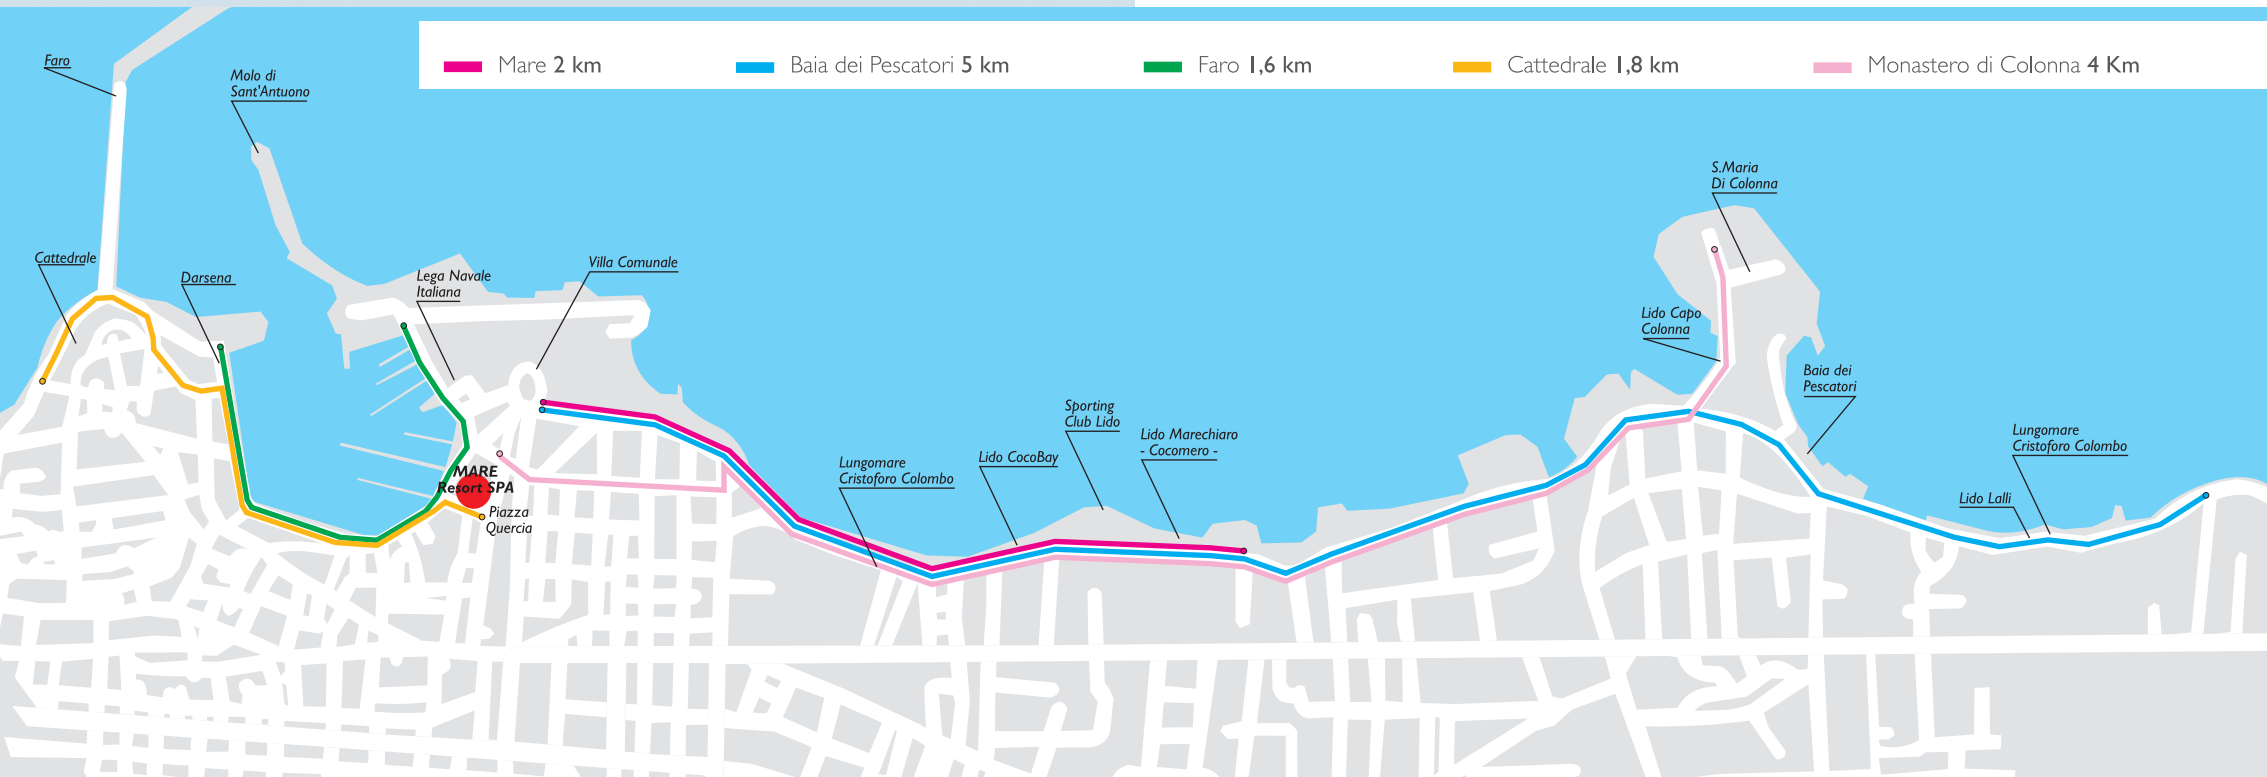 Mare 2 km
Baia dei Pescatori 5 km
Faro 1,6 km
Cattedrale 1,8 km
Monastero di Colonna 4 Km
Faro
Molo di
Sant'Antuono
Cattedrale
Darsena
Lega Navale
Italiana
Villa Comunale
MARE
Resort SPA
Piazza
Quercia
Lungomare
Cristoforo Colombo
Lido CocoBay
Sporting
Club Lido
Lido Marechiaro
- Cocomero -
S.Maria
Di Colonna
Lido Capo
Colonna
Baia dei
Pescatori
Lido Lalli
Lungomare
Cristoforo Colombo